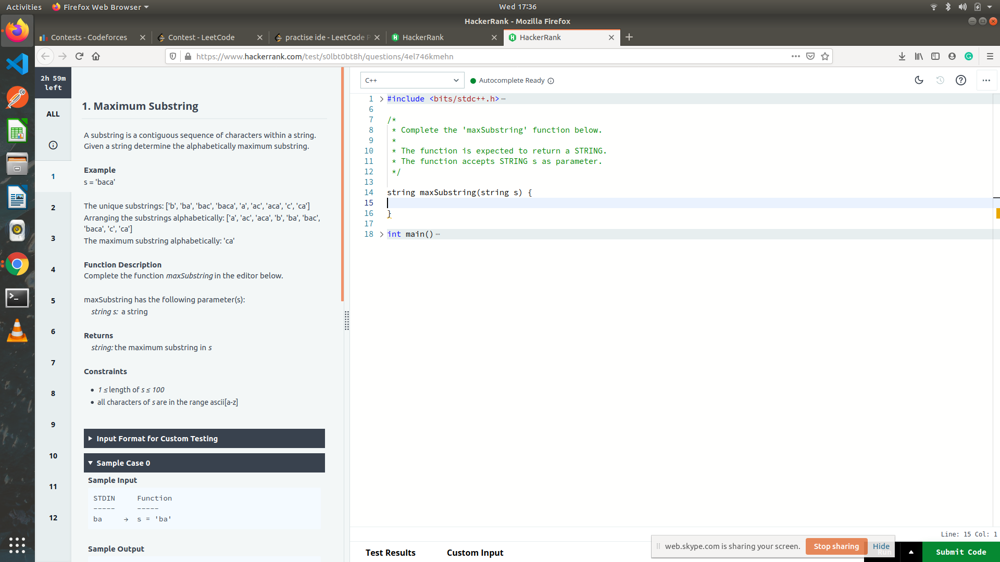 Activities
Firefox Web Browser
Wed 17:36
HackerRank - Mozilla Firefox
Contests - Codeforces
Contest - LeetCode
practise ide - LeetCode
HackerRank
HackerRank
https://www.hackerrank.com/test/s0lbt0bt8h/questions/4el746kmehn
2h 59m
left
ALL
1
2
3
4
5
6
7
8
9
10
11
12
1. Maximum Substring
A substring is a contiguous sequence of characters within a string.
Given a string determine the alphabetically maximum substring.
Example
s = 'baca'
The unique substrings: ['b', 'ba', 'bac', 'baca', 'a', 'ac', 'aca', 'c', 'ca']
Arranging the substrings alphabetically: ['a', 'ac', 'aca', 'b', 'ba', 'bac',
'baca', 'c', 'ca']
The maximum substring alphabetically: 'ca'
Function Description
Complete the function maxSubstring in the editor below.
maxSubstring has the following parameter(s):
string s: a string
Returns
string: the maximum substring in s
Constraints
1 ≤ length of s ≤ 100
all characters of s are in the range ascii[a-z]
Input Format for Custom Testing
Sample Case 0
Sample Input
STDIN Function
----- -----
ba → s = 'ba'
Sample Output
C++
Autocomplete Ready
1 #include <bits/stdc++.h>
6
7 /*
8 * Complete the 'maxSubstring' function below.
9 *
10 * The function is expected to return a STRING.
11 * The function accepts STRING s as parameter.
12 */
13
14 string maxSubstring(string s) {
15
16 }
17
18 int main()
Line: 15 Col: 1
Test Results
Custom Input
web.skype.com is sharing your screen.
Stop sharing
Hide
Submit Code